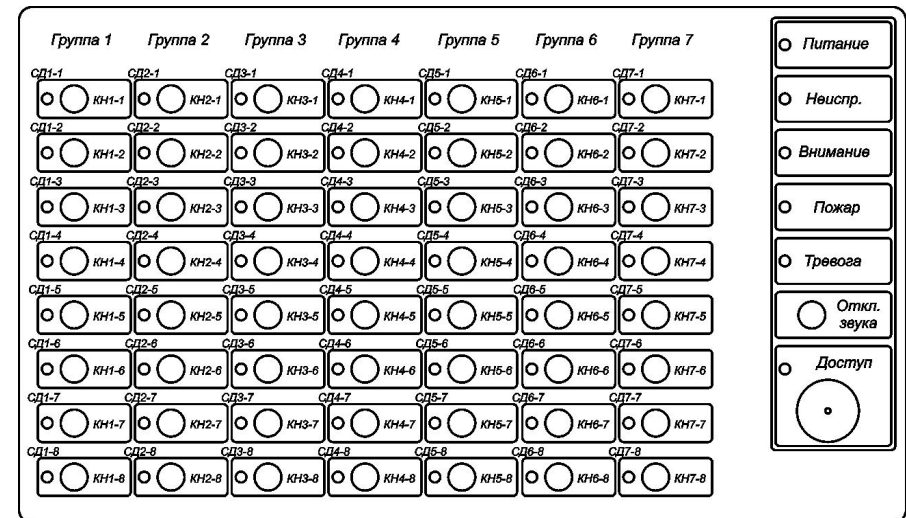 Группа 1 Группа 2 Группа 3 Группа 4 Группа 5 Группа 6 Группа 7
СД1-1 СД2-1 СД3-1 СД4-1 СД5-1 СД6-1 СД7-1
КН1-1 КН2-1 КН3-1 КН4-1 КН5-1 КН6-1 КН7-1
СД1-2 СД2-2 СД3-2 СД4-2 СД5-2 СД6-2 СД7-2
КН1-2 КН2-2 КН3-2 КН4-2 КН5-2 КН6-2 КН7-2
СД1-3 СД2-3 СД3-3 СД4-3 СД5-3 СД6-3 СД7-3
КН1-3 КН2-3 КН3-3 КН4-3 КН5-3 КН6-3 КН7-3
СД1-4 СД2-4 СД3-4 СД4-4 СД5-4 СД6-4 СД7-4
КН1-4 КН2-4 КН3-4 КН4-4 КН5-4 КН6-4 КН7-4
СД1-5 СД2-5 СД3-5 СД4-5 СД5-5 СД6-5 СД7-5
КН1-5 КН2-5 КН3-5 КН4-5 КН5-5 КН6-5 КН7-5
СД1-6 СД2-6 СД3-6 СД4-6 СД5-6 СД6-6 СД7-6
КН1-6 КН2-6 КН3-6 КН4-6 КН5-6 КН6-6 КН7-6
СД1-7 СД2-7 СД3-7 СД4-7 СД5-7 СД6-7 СД7-7
КН1-7 КН2-7 КН3-7 КН4-7 КН5-7 КН6-7 КН7-7
СД1-8 СД2-8 СД3-8 СД4-8 СД5-8 СД6-8 СД7-8
КН1-8 КН2-8 КН3-8 КН4-8 КН5-8 КН6-8 КН7-8
Питание
Неиспр.
Внимание
Пожар
Тревога
Откл.
звука
Доступ